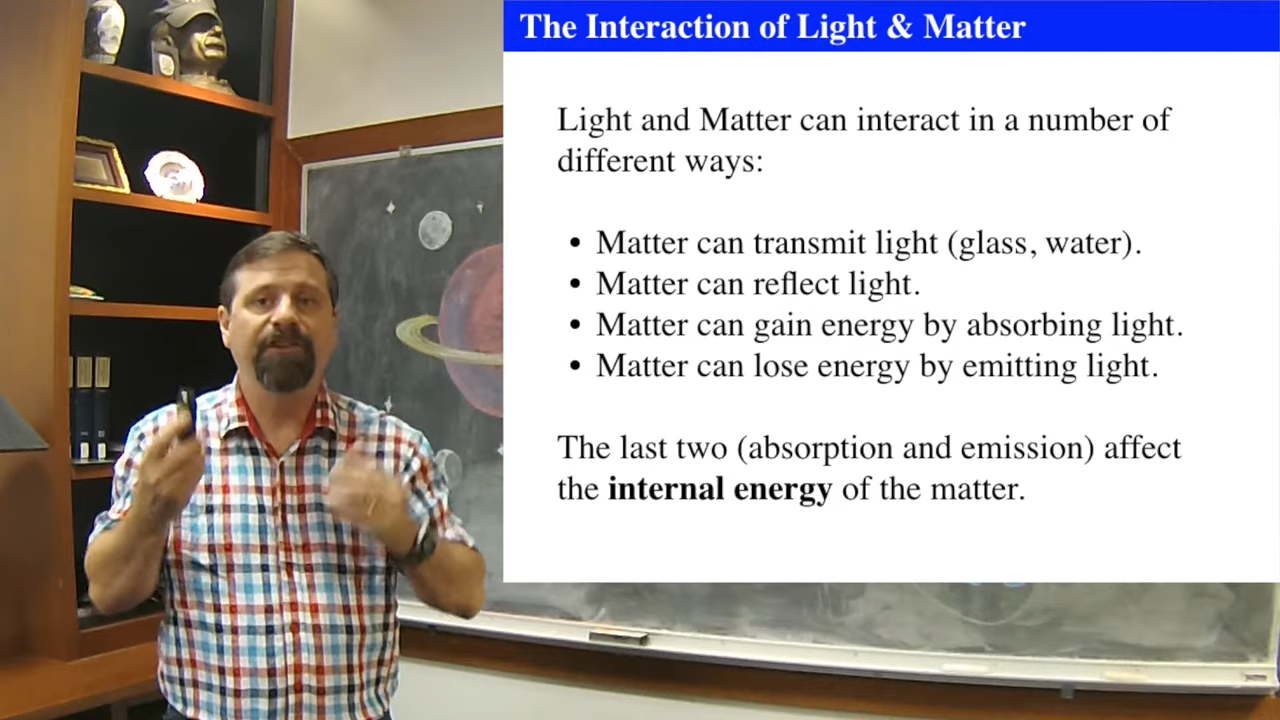 The Interaction of Light & Matter
Light and Matter can interact in a number of
different ways:
• Matter can transmit light (glass, water).
• Matter can reflect light.
• Matter can gain energy by absorbing light.
• Matter can lose energy by emitting light.
The last two (absorption and emission) affect
the internal energy of the matter.